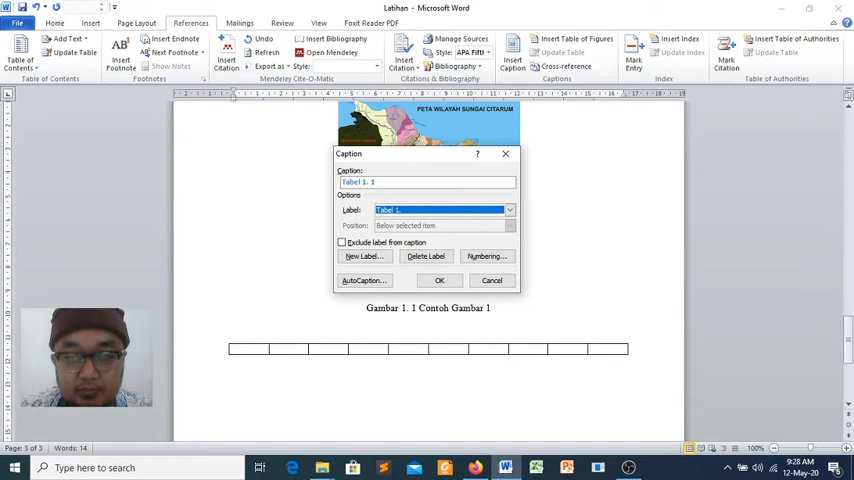 Latihan - Microsoft Word
File Home Insert Page Layout References Mailings Review View Foxit Reader PDF
Table of Contents
Add Text
Update Table
Table of Contents
AB
Insert Footnote
Insert Endnote
Next Footnote
Show Notes
Footnotes
Insert Citation
Undo
Refresh
Export as
Insert Bibliography
Open Mendeley
Style:
Mendeley Cite-O-Matic
Insert Citation
Manage Sources
Style: APA Fifth
Bibliography
Citations & Bibliography
Insert Caption
Insert Table of Figures
Update Table
Cross-reference
Captions
Mark Entry
Insert Index
Update Index
Index
Mark Citation
Insert Table of Authorities
Update Table
Table of Authorities
PETA WILAYAH SUNGAI CITARUM
Caption
Caption:
Tabel 1. 1
Options
Label: Tabel 1.
Position: Below selected item
Exclude label from caption
New Label... Delete Label Numbering...
AutoCaption... OK Cancel
Gambar 1. 1 Contoh Gambar 1
Page: 3 of 3 Words: 14
100%
Type here to search
9:28 AM
12-May-20